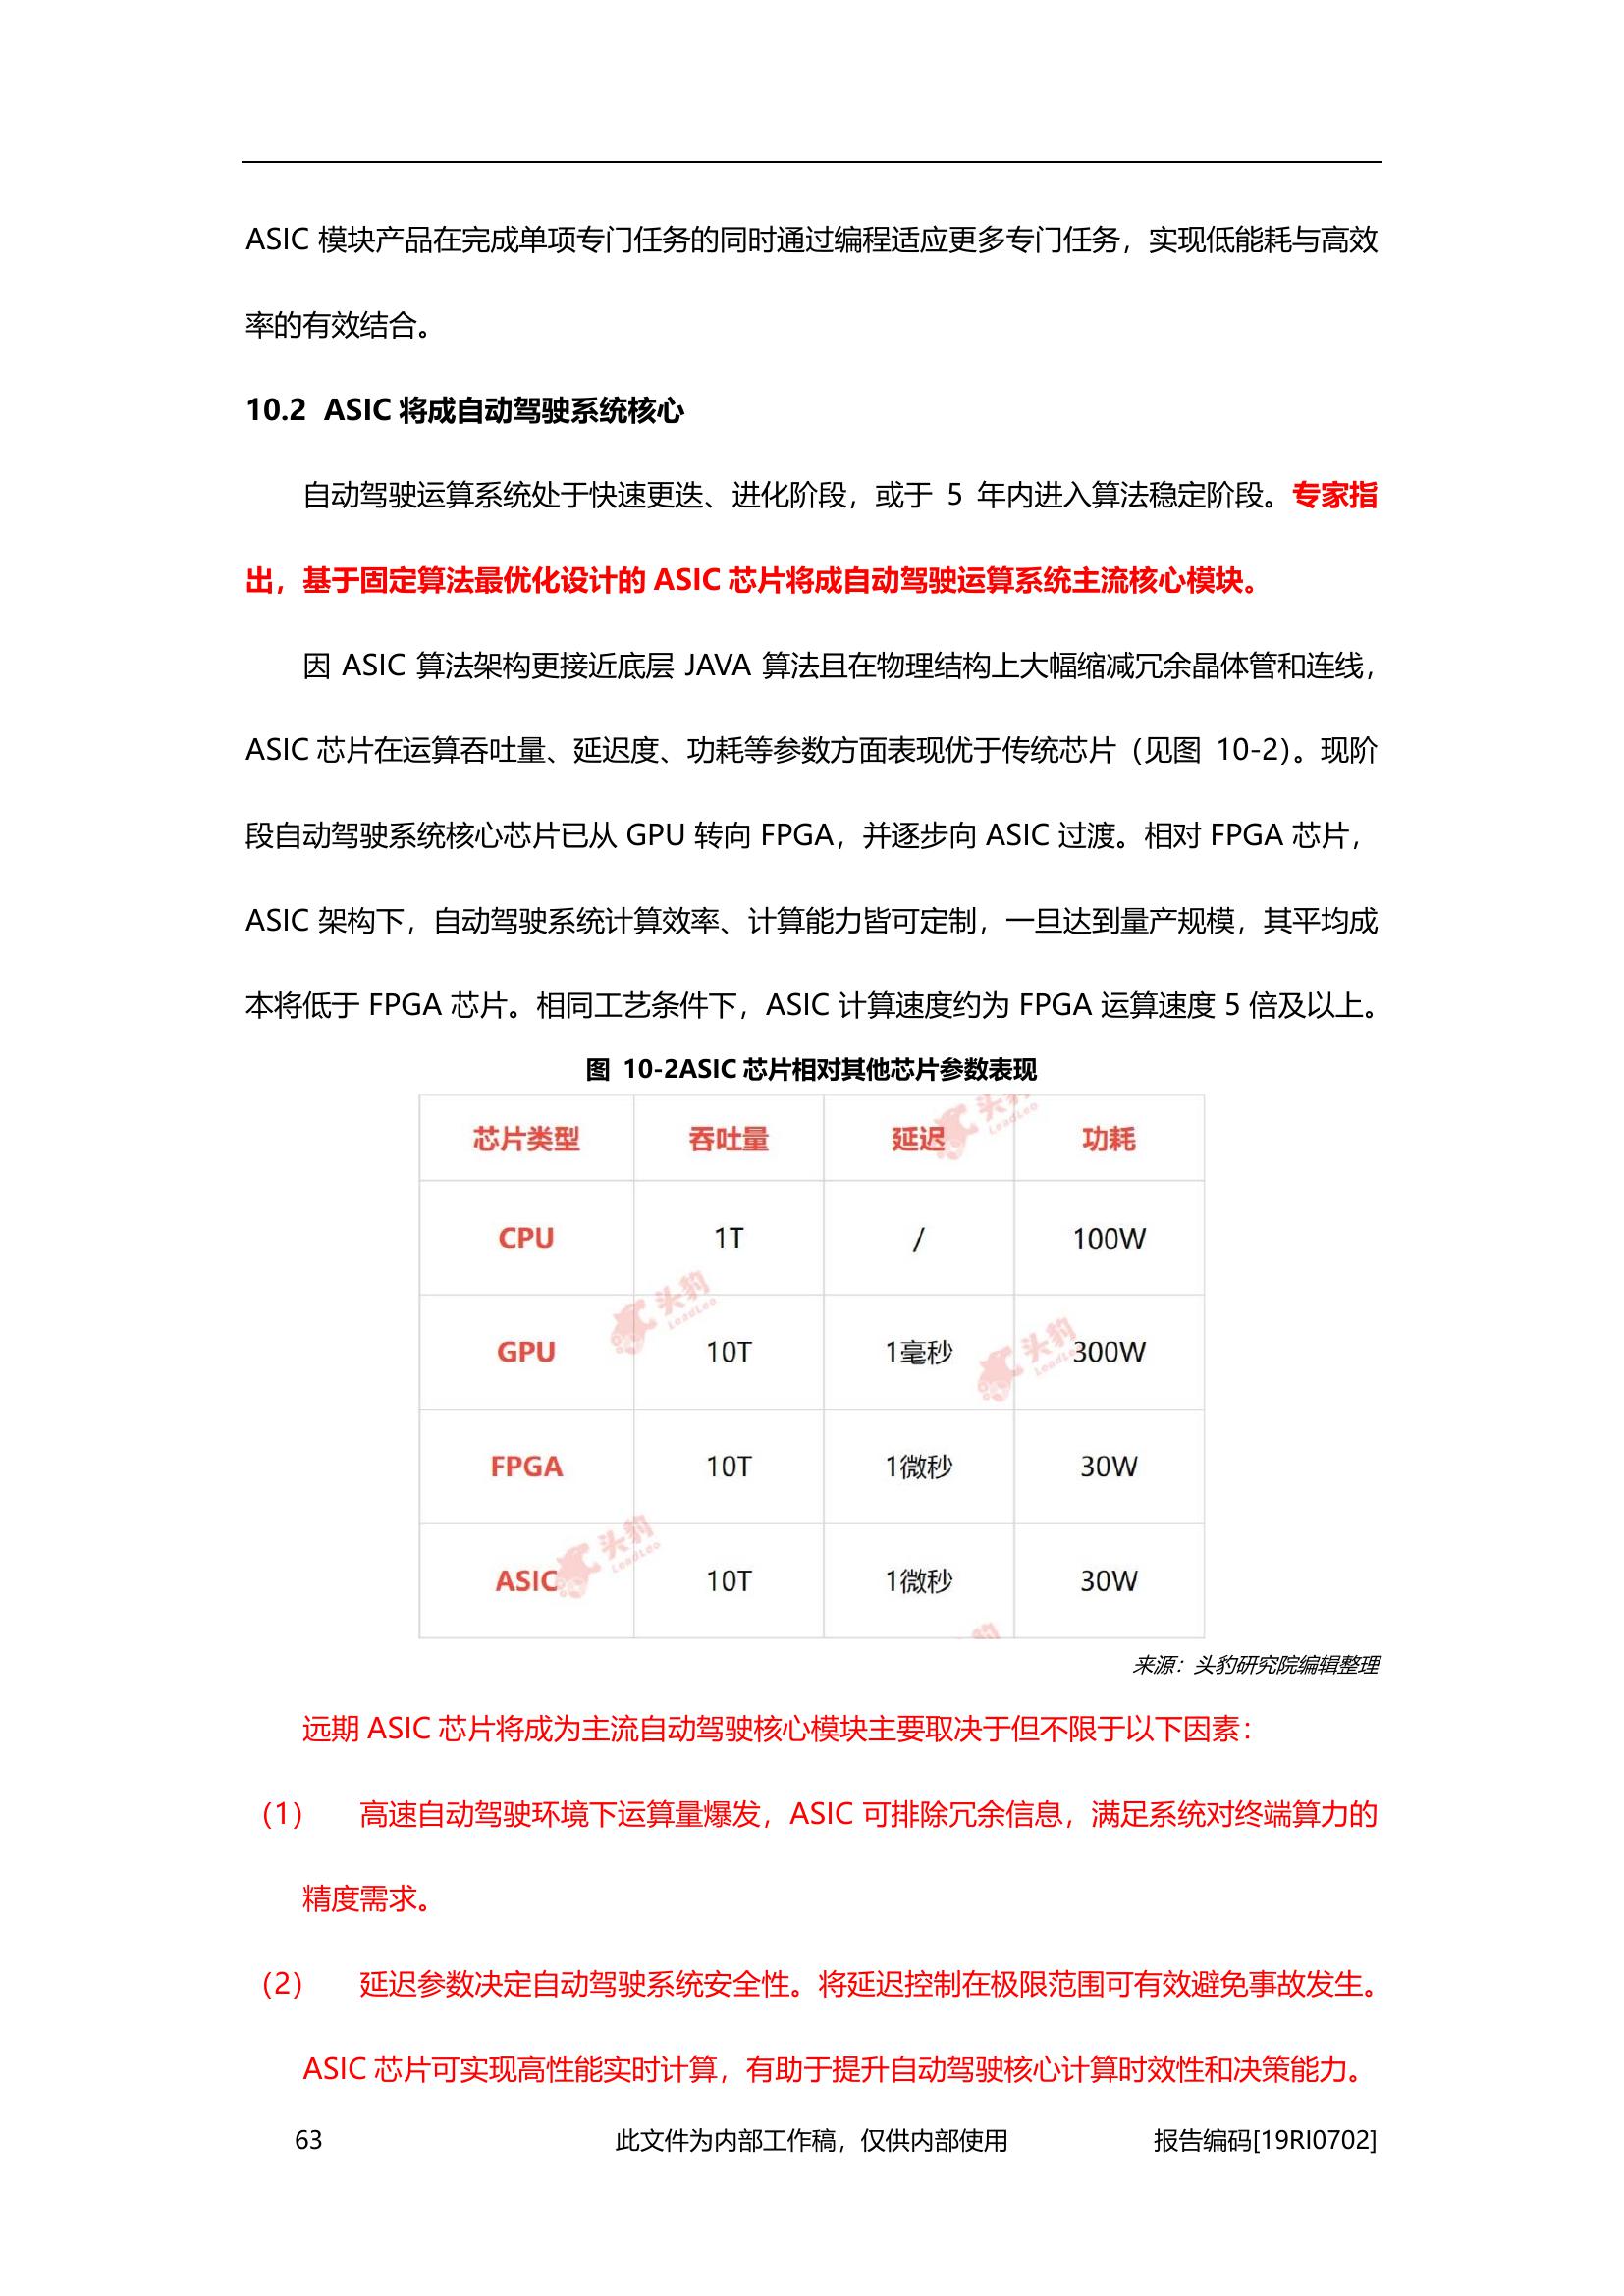 ASIC 模块产品在完成单项专门任务的同时通过编程适应更多专门任务，实现低能耗与高效
率的有效结合。
10.2 ASIC 将成自动驾驶系统核心
自动驾驶运算系统处于快速更迭、进化阶段，或于 5 年内进入算法稳定阶段。专家指
出，基于固定算法最优化设计的 ASIC 芯片将成自动驾驶运算系统主流核心模块。
因 ASIC 算法架构更接近底层 JAVA 算法且在物理结构上大幅缩减冗余晶体管和连线，
ASIC 芯片在运算吞吐量、延迟度、功耗等参数方面表现优于传统芯片（见图 10-2）。现阶
段自动驾驶系统核心芯片已从 GPU 转向 FPGA，并逐步向 ASIC 过渡。相对 FPGA 芯片，
ASIC 架构下，自动驾驶系统计算效率、计算能力皆可定制，一旦达到量产规模，其平均成
本将低于 FPGA 芯片。相同工艺条件下，ASIC 计算速度约为 FPGA 运算速度 5 倍及以上。
图 10-2ASIC 芯片相对其他芯片参数表现
芯片类型 吞吐量 延迟 功耗
CPU 1T / 100W
GPU 10T 1毫秒 300W
FPGA 10T 1微秒 30W
ASIC 10T 1微秒 30W
头豹 LeadLeo
头豹 LeadLeo
头豹 LeadLeo
头豹 LeadLeo
豹
来源：头豹研究院编辑整理
远期 ASIC 芯片将成为主流自动驾驶核心模块主要取决于但不限于以下因素：
（1） 高速自动驾驶环境下运算量爆发，ASIC 可排除冗余信息，满足系统对终端算力的
精度需求。
（2） 延迟参数决定自动驾驶系统安全性。将延迟控制在极限范围可有效避免事故发生。
ASIC 芯片可实现高性能实时计算，有助于提升自动驾驶核心计算时效性和决策能力。
63 此文件为内部工作稿，仅供内部使用 报告编码[19RI0702]